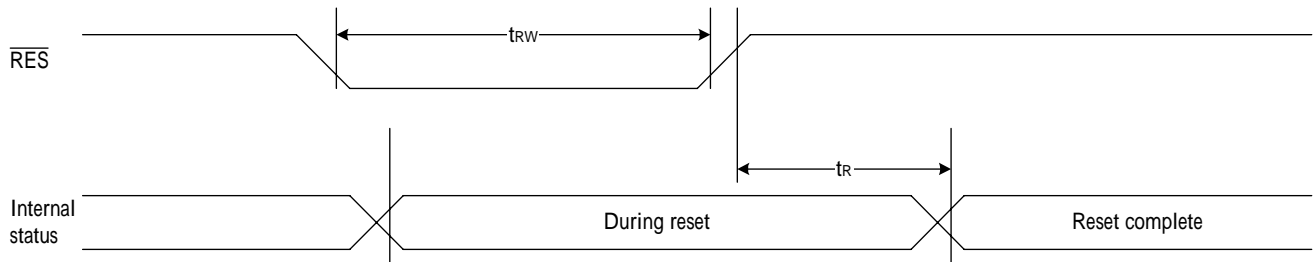 tRW
RES
tR
Internal
status
During reset
Reset complete